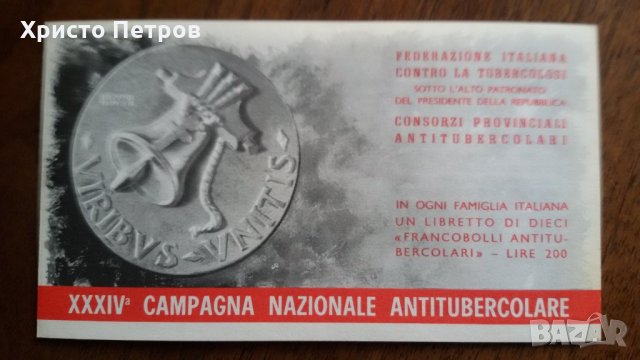 Христо Петров
FEDERAZIONE ITALIANA
CONTRO LA TUBERCOLOSI
SOTTO L'ALTO PATRONATO
DEL PRESIDENTE DELLA REPUBBLICA
CONSORZI PROVINCIALI
ANTITUBERCOLARI
VIRIBVS · VNITIS
IN OGNI FAMIGLIA ITALIANA
UN LIBRETTO DI DIECI
«FRANCOBOLLI ANTITU-
BERCOLARI» - LIRE 200
XXXIVª CAMPAGNA NAZIONALE ANTITUBERCOLARE
BAZAR